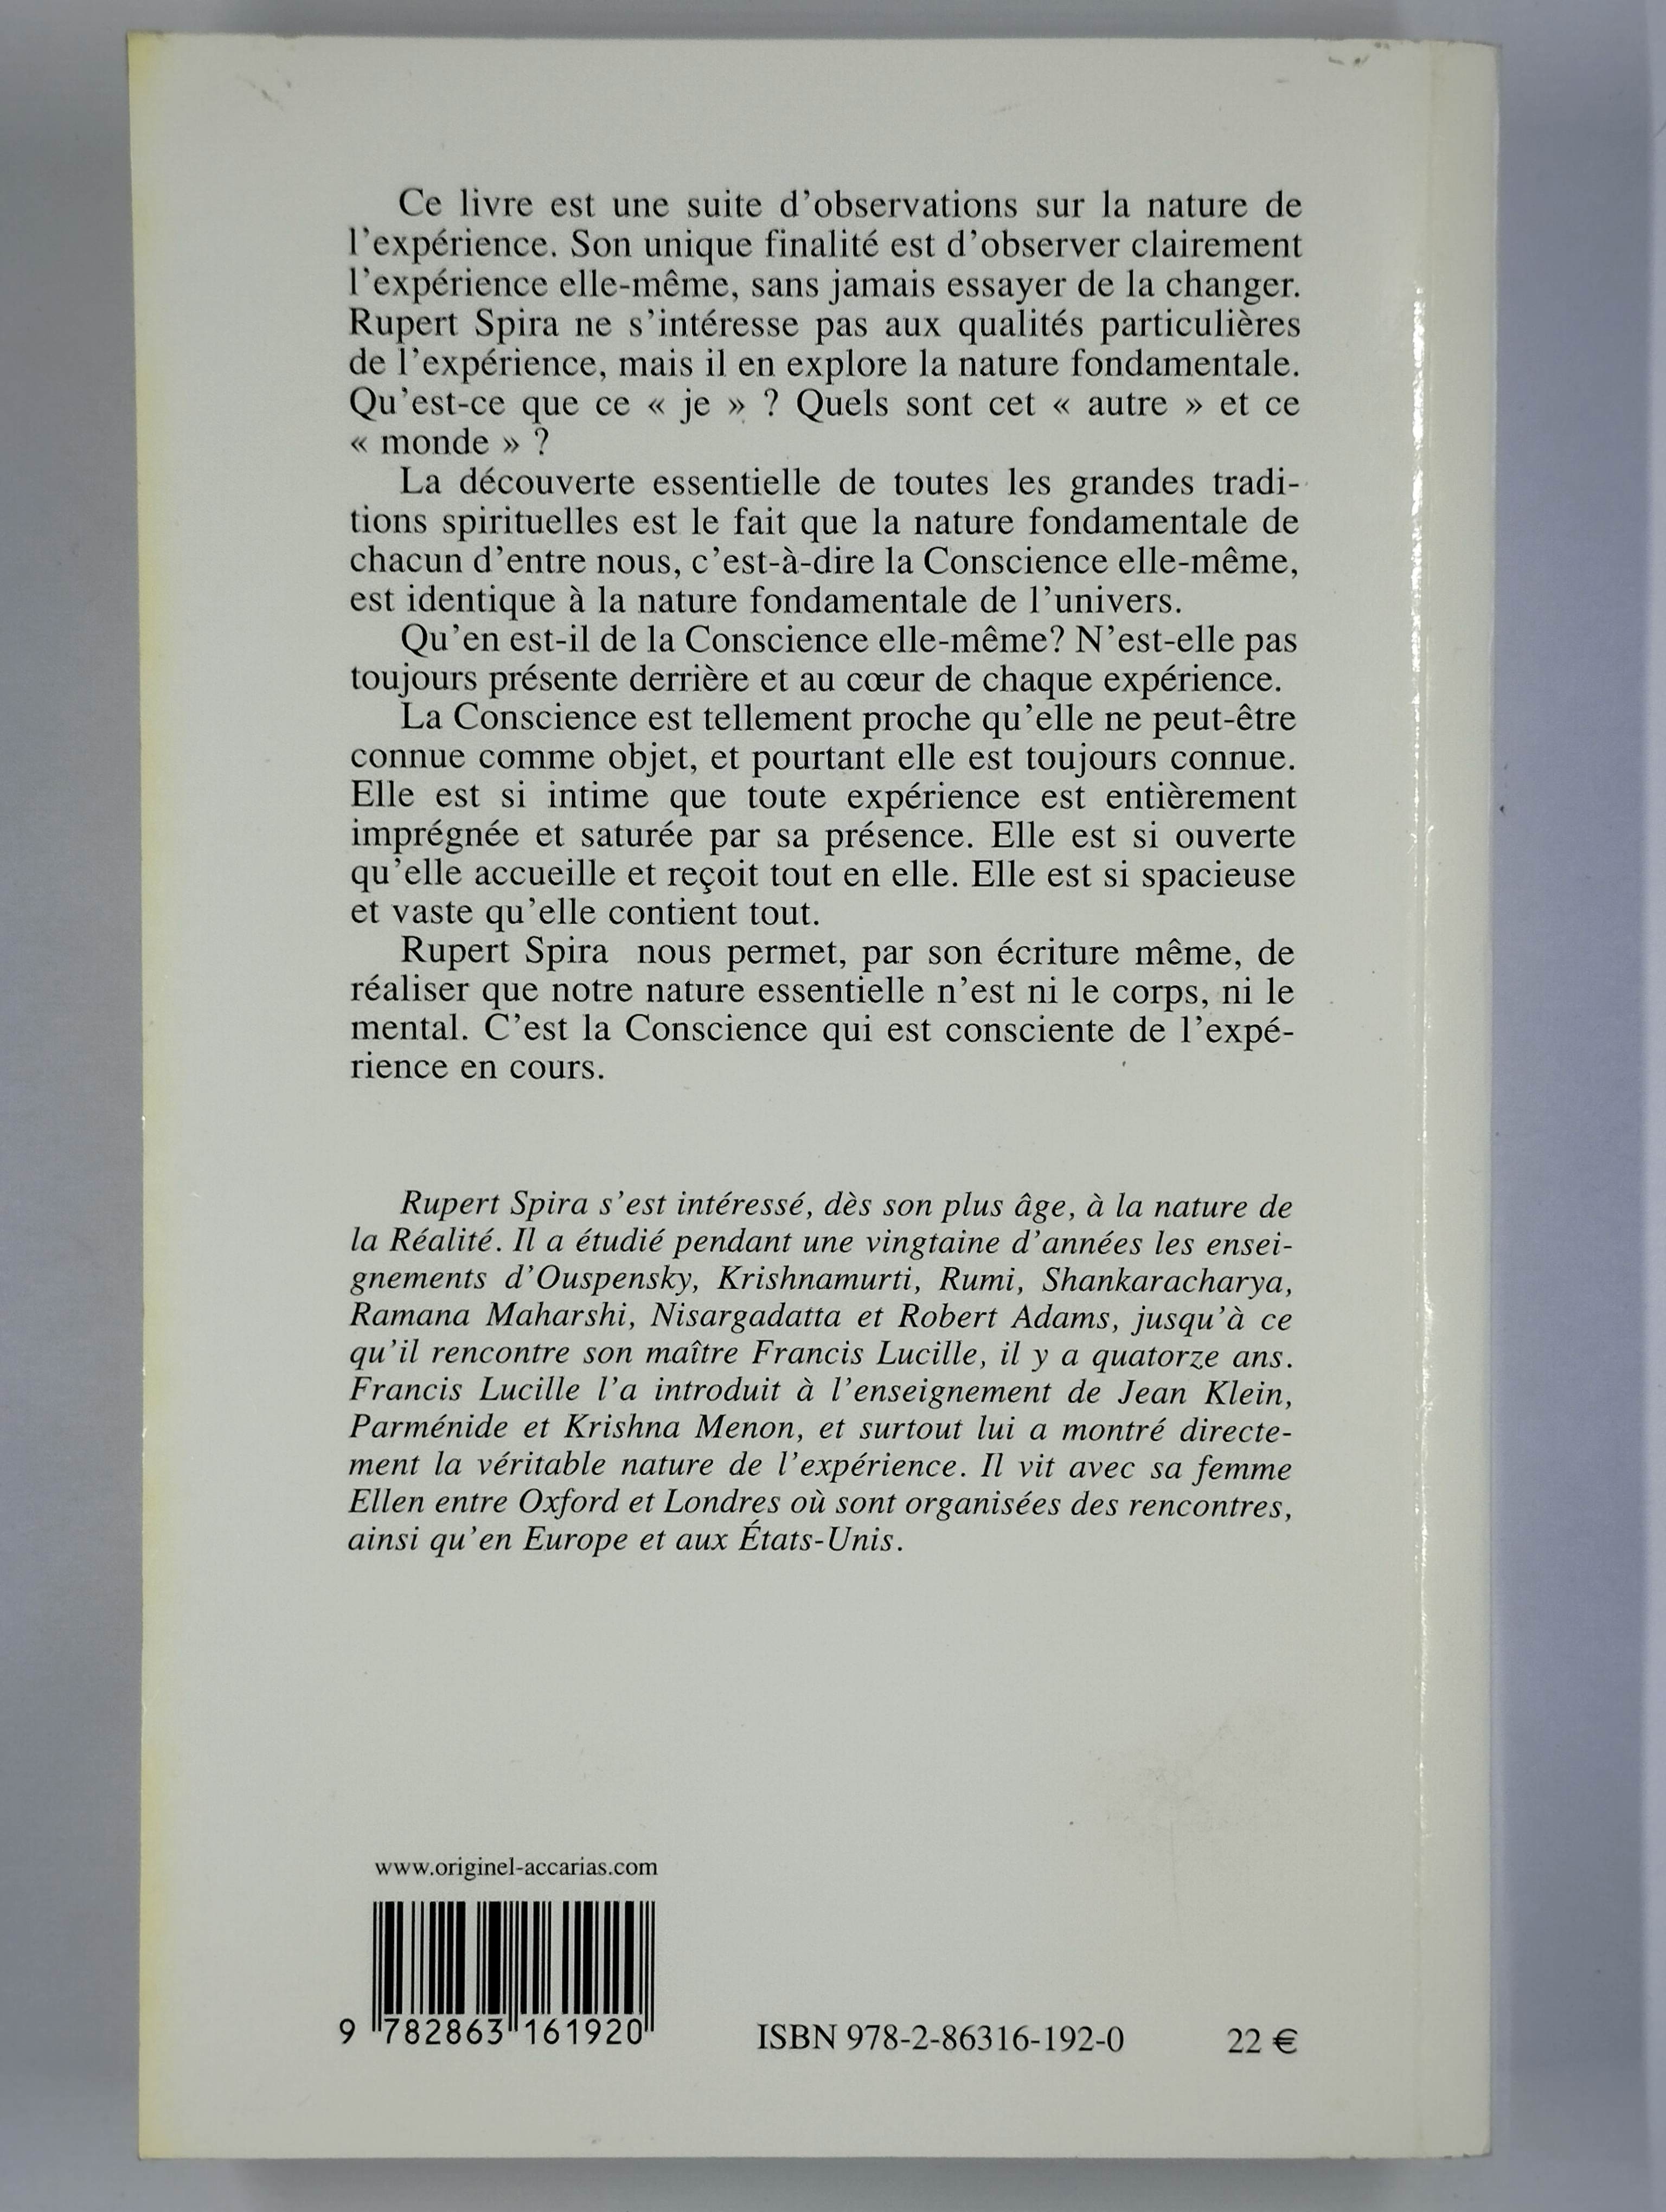 Ce livre est une suite d'observations sur la nature de
l'expérience. Son unique finalité est d'observer clairement
l'expérience elle-même, sans jamais essayer de la changer.
Rupert Spira ne s'intéresse pas aux qualités particulières
de l'expérience, mais il en explore la nature fondamentale.
Qu'est-ce que ce « je » ? Quels sont cet « autre » et ce
« monde » ?
La découverte essentielle de toutes les grandes tradi-
tions spirituelles est le fait que la nature fondamentale de
chacun d'entre nous, c'est-à-dire la Conscience elle-même,
est identique à la nature fondamentale de l'univers.
Qu'en est-il de la Conscience elle-même? N'est-elle pas
toujours présente derrière et au cœur de chaque expérience.
La Conscience est tellement proche qu'elle ne peut-être
connue comme objet, et pourtant elle est toujours connue.
Elle est si intime que toute expérience est entièrement
imprégnée et saturée par sa présence. Elle est si ouverte
qu'elle accueille et reçoit tout en elle. Elle est si spacieuse
et vaste qu'elle contient tout.
Rupert Spira nous permet, par son écriture même, de
réaliser que notre nature essentielle n'est ni le corps, ni le
mental. C'est la Conscience qui est consciente de l'expé-
rience en cours.
Rupert Spira s'est intéressé, dès son plus âge, à la nature de
la Réalité. Il a étudié pendant une vingtaine d'années les ensei-
gnements d'Ouspensky, Krishnamurti, Rumi, Shankaracharya,
Ramana Maharshi, Nisargadatta et Robert Adams, jusqu'à ce
qu'il rencontre son maître Francis Lucille, il y a quatorze ans.
Francis Lucille l'a introduit à l'enseignement de Jean Klein,
Parménide et Krishna Menon, et surtout lui a montré directe-
ment la véritable nature de l'expérience. Il vit avec sa femme
Ellen entre Oxford et Londres où sont organisées des rencontres,
ainsi qu'en Europe et aux États-Unis.
www.originel-accarias.com
9 782863 161920
ISBN 978-2-86316-192-0 22 €